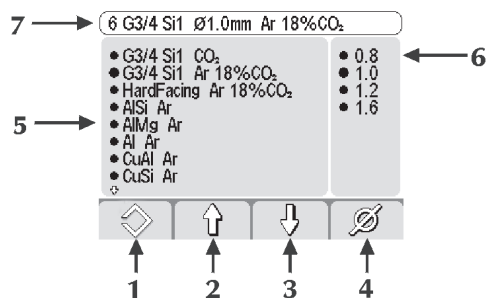 7 6 G3/4 Si1 Ø1.0mm Ar 18%CO₂
G3/4 Si1 CO₂ 0.8 6
G3/4 Si1 Ar 18%CO₂ 1.0
HardFacing Ar 18%CO₂ 1.2
AlSi Ar 1.6
5 AlMg Ar
Al Ar
CuAl Ar
CuSi Ar
1 2 3 4